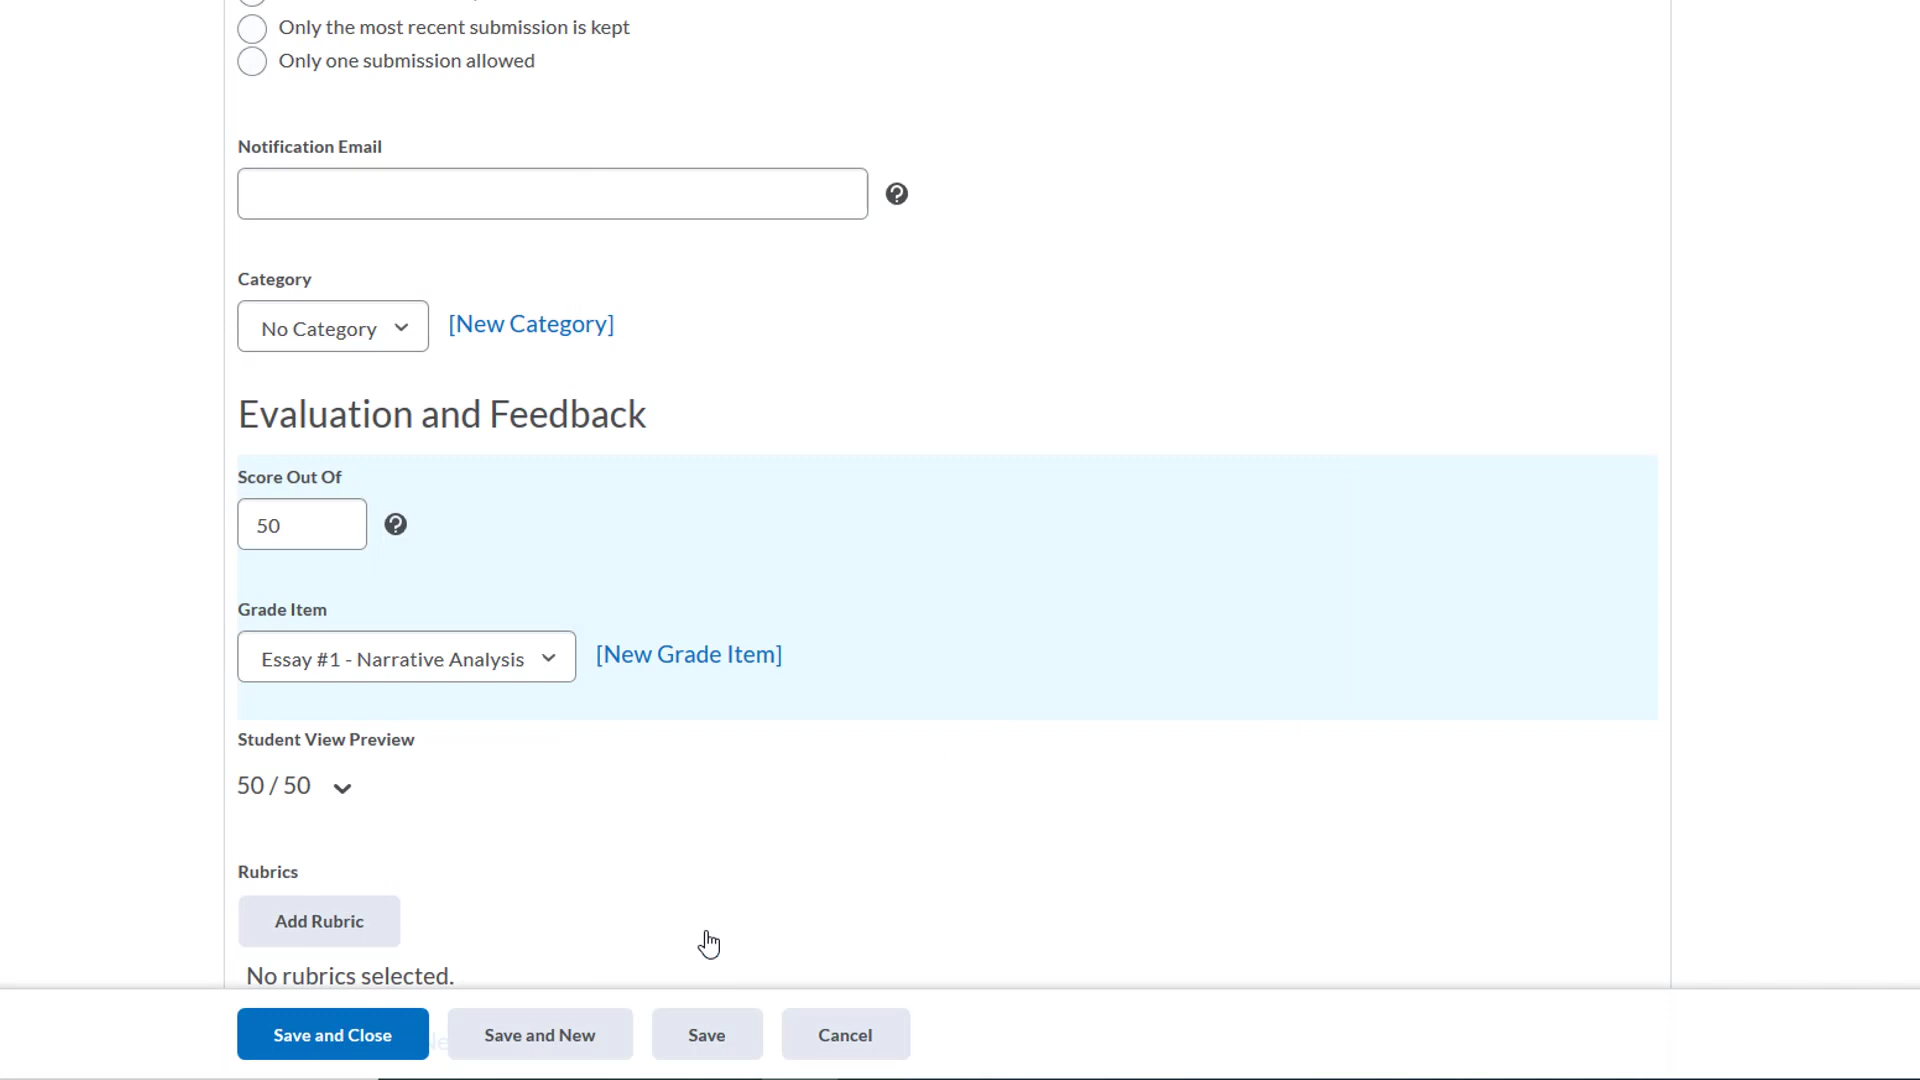 Only the most recent submission is kept
Only one submission allowed
Notification Email
Category
No Category
[New Category]
Evaluation and Feedback
Score Out Of
50
Grade Item
Essay #1 - Narrative Analysis
[New Grade Item]
Student View Preview
50 / 50
Rubrics
Add Rubric
No rubrics selected.
Save and Close
Save and New
Save
Cancel